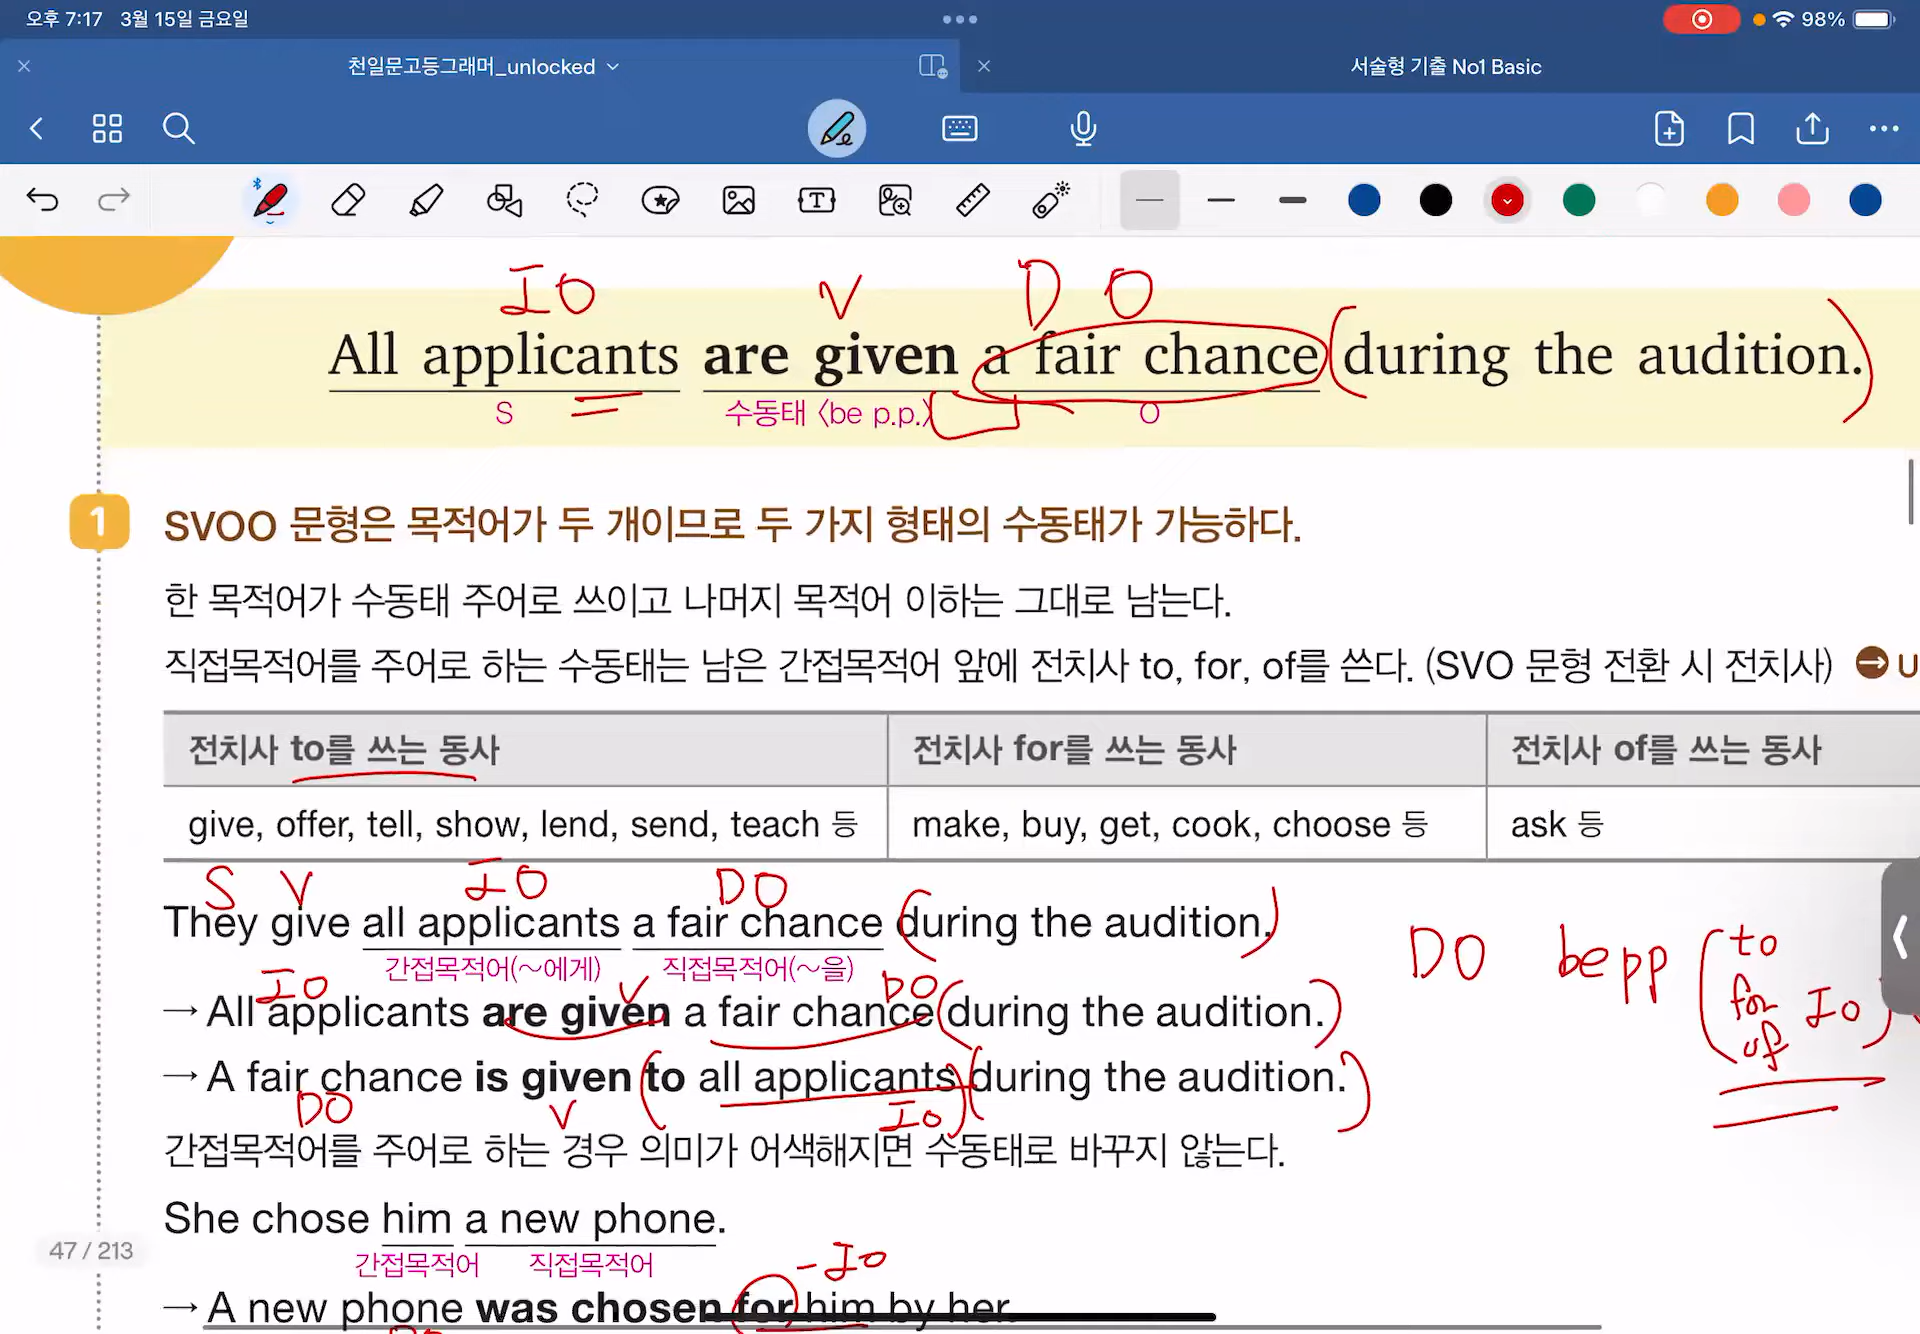 오후 7:17 3월 15일 금요일
98%
천일문고등그래머_unlocked
서술형 기출 No1 Basic
IO V DO
All applicants are given a fair chance (during the audition.)
S 수동태 〈be p.p.〉 O
1 SVOO 문형은 목적어가 두 개이므로 두 가지 형태의 수동태가 가능하다.
한 목적어가 수동태 주어로 쓰이고 나머지 목적어 이하는 그대로 남는다.
직접목적어를 주어로 하는 수동태는 남은 간접목적어 앞에 전치사 to, for, of를 쓴다. (SVO 문형 전환 시 전치사) → U
전치사 to를 쓰는 동사 전치사 for를 쓰는 동사 전치사 of를 쓰는 동사
give, offer, tell, show, lend, send, teach 등 make, buy, get, cook, choose 등 ask 등
S V IO DO
They give all applicants a fair chance (during the audition.)
간접목적어(~에게) 직접목적어(~을)
IO V DO
→ All applicants are given a fair chance (during the audition.)
→ A fair chance is given (to all applicants) (during the audition.)
DO V IO
DO be pp ( to
for IO )
of
간접목적어를 주어로 하는 경우 의미가 어색해지면 수동태로 바꾸지 않는다.
She chose him a new phone.
간접목적어 직접목적어
- IO
→ A new phone was chosen for him by her.
47 / 213